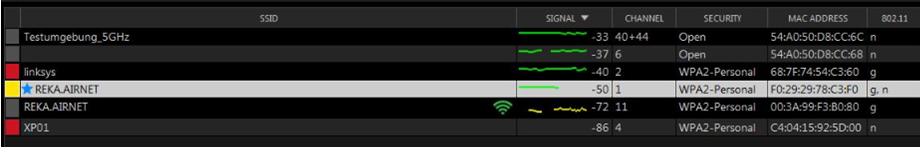 SSID SIGNAL CHANNEL SECURITY MAC ADDRESS 802.11
Testumgebung_5GHz -33 40+44 Open 54:A0:50:D8:CC:6C n
-37 6 Open 54:A0:50:D8:CC:68 n
linksys -40 2 WPA2-Personal 68:7F:74:54:C3:60 g
REKA.AIRNET -50 1 WPA2-Personal F0:29:29:78:C3:F0 g, n
REKA.AIRNET -72 11 WPA2-Personal 00:3A:99:F3:B0:80 g
XP01 -86 4 WPA2-Personal C4:04:15:92:5D:00 n